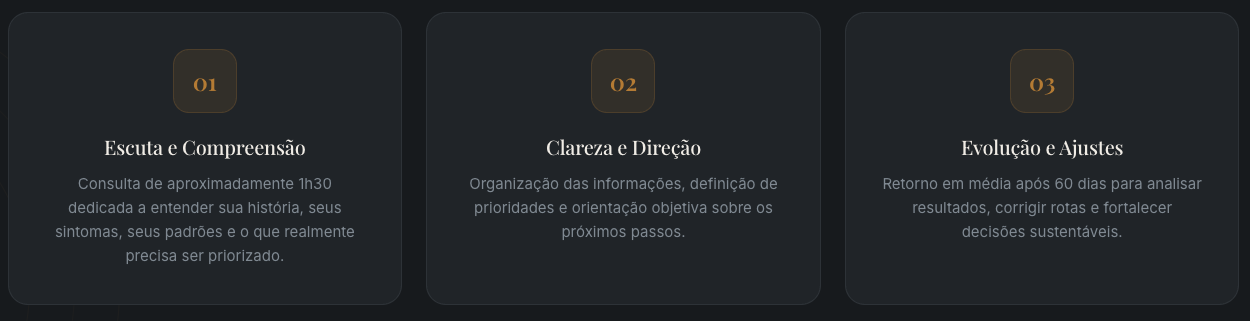 01
Escuta e Compreensão
Consulta de aproximadamente 1h30
dedicada a entender sua história, seus
sintomas, seus padrões e o que realmente
precisa ser priorizado.
02
Clareza e Direção
Organização das informações, definição de
prioridades e orientação objetiva sobre os
próximos passos.
03
Evolução e Ajustes
Retorno em média após 60 dias para analisar
resultados, corrigir rotas e fortalecer
decisões sustentáveis.